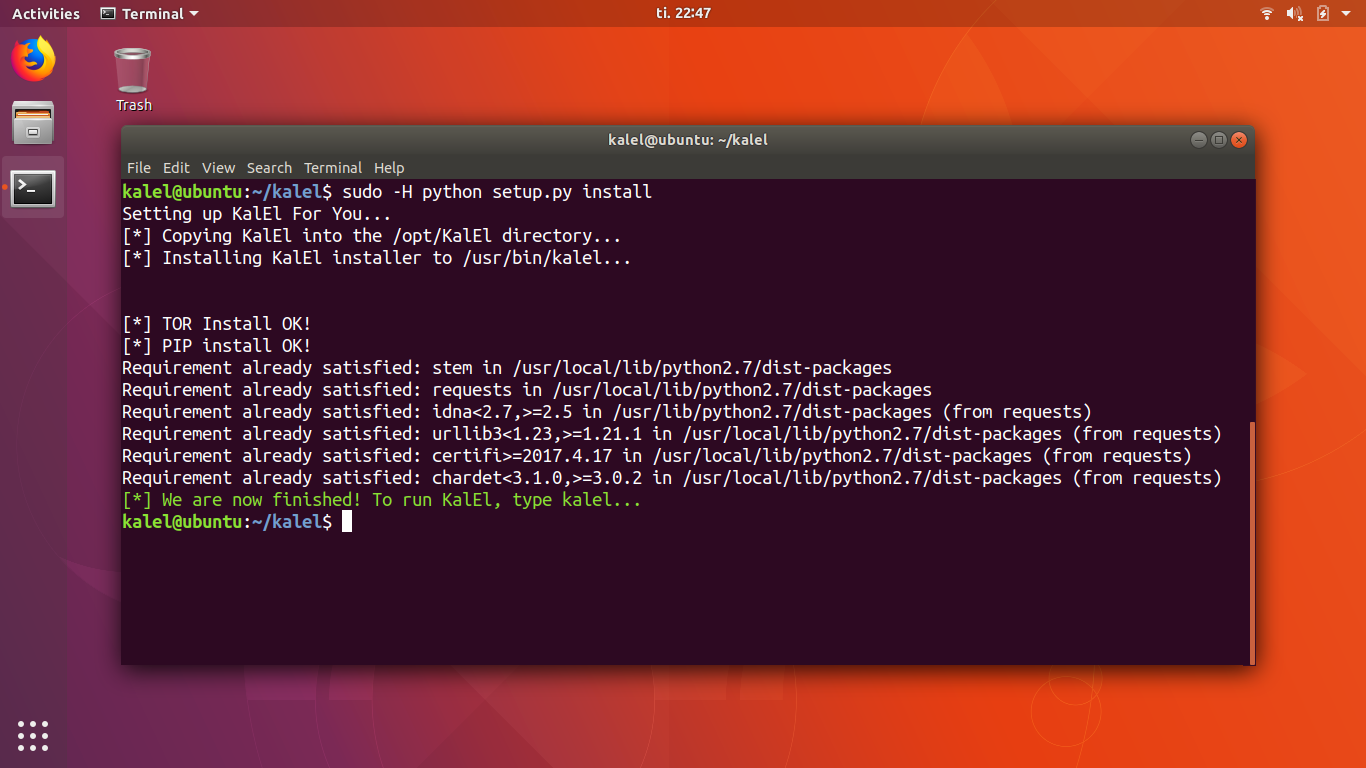 Activities
Terminal
ti. 22:47
Trash
kalel@ubuntu: ~/kalel
File Edit View Search Terminal Help
kalel@ubuntu:~/kalel$ sudo -H python setup.py install
Setting up KalEl For You...
[*] Copying KalEl into the /opt/KalEl directory...
[*] Installing KalEl installer to /usr/bin/kalel...
[*] TOR Install OK!
[*] PIP install OK!
Requirement already satisfied: stem in /usr/local/lib/python2.7/dist-packages
Requirement already satisfied: requests in /usr/local/lib/python2.7/dist-packages
Requirement already satisfied: idna<2.7,>=2.5 in /usr/lib/python2.7/dist-packages (from requests)
Requirement already satisfied: urllib3<1.23,>=1.21.1 in /usr/local/lib/python2.7/dist-packages (from requests)
Requirement already satisfied: certifi>=2017.4.17 in /usr/local/lib/python2.7/dist-packages (from requests)
Requirement already satisfied: chardet<3.1.0,>=3.0.2 in /usr/local/lib/python2.7/dist-packages (from requests)
[*] We are now finished! To run KalEl, type kalel...
kalel@ubuntu:~/kalel$